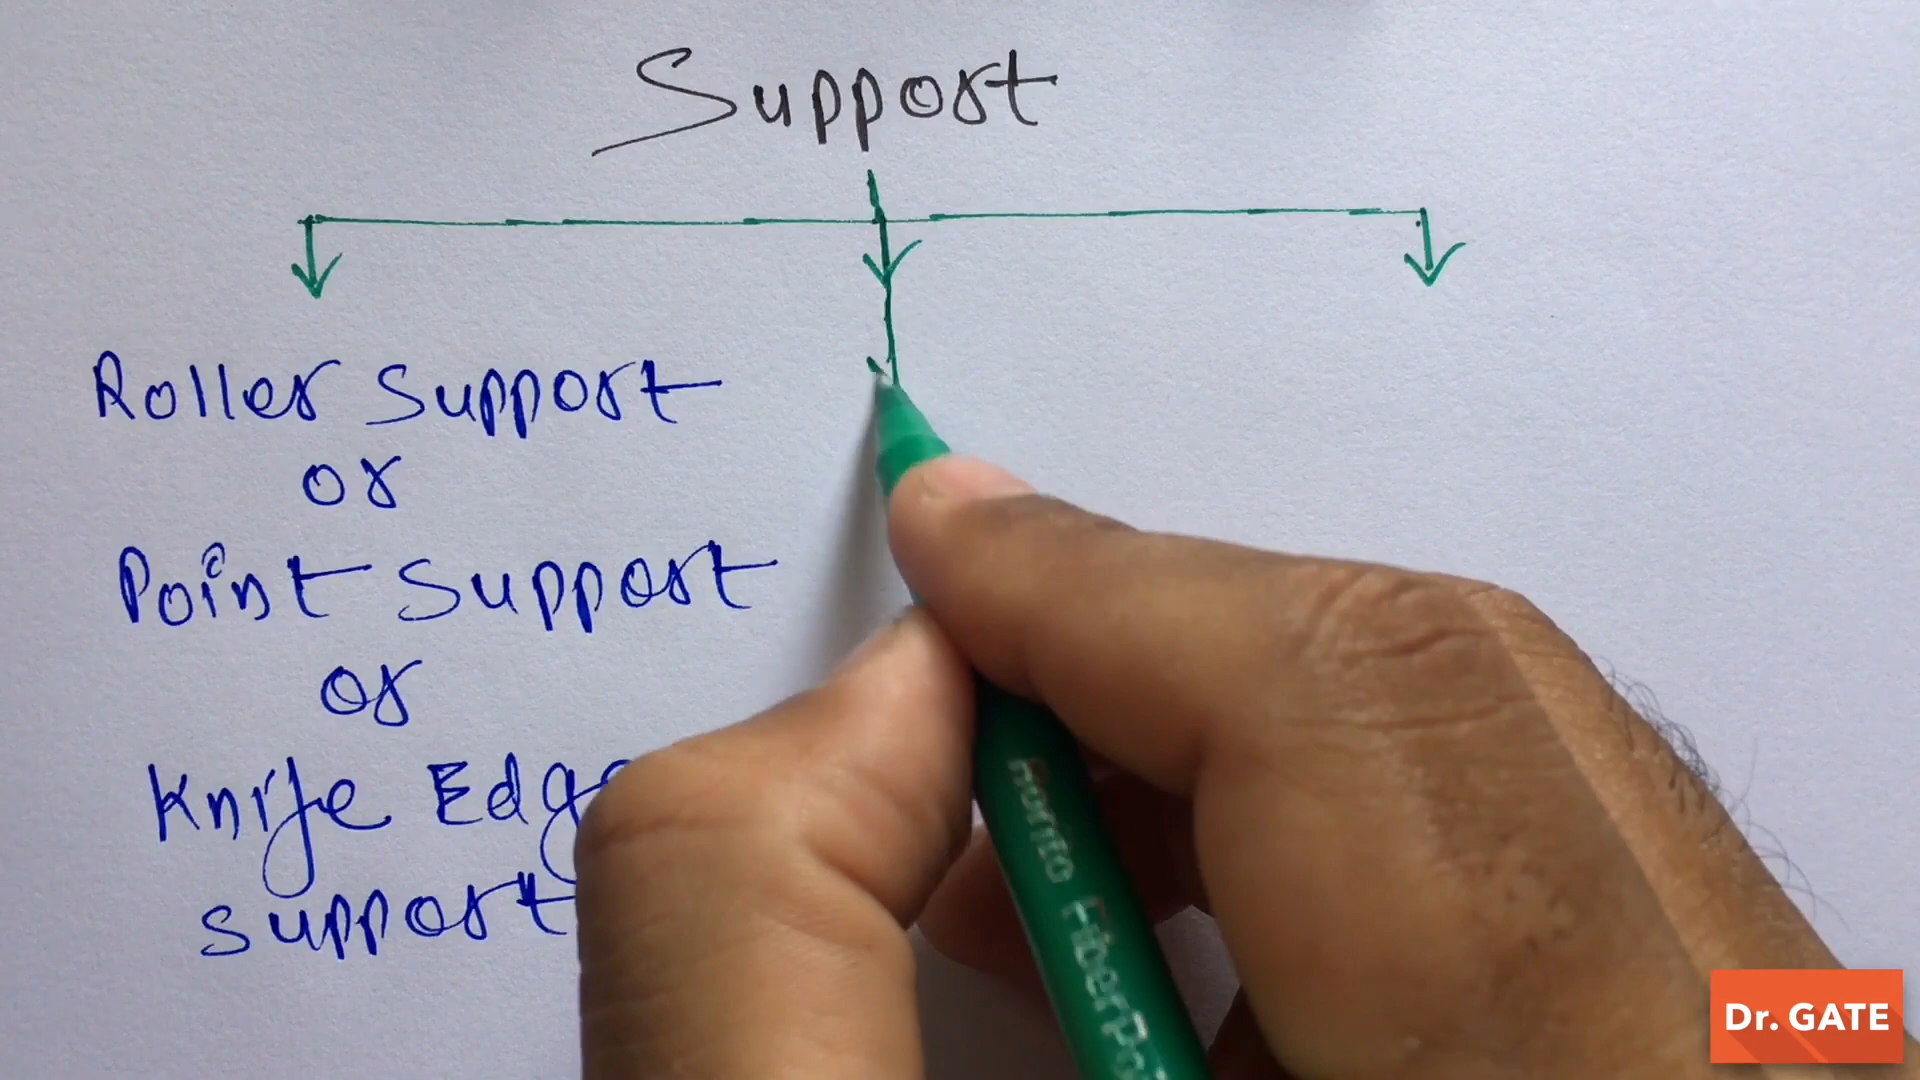 Support
Roller Support
or
Point Support
or
Knife Edge
support
Dr. GATE